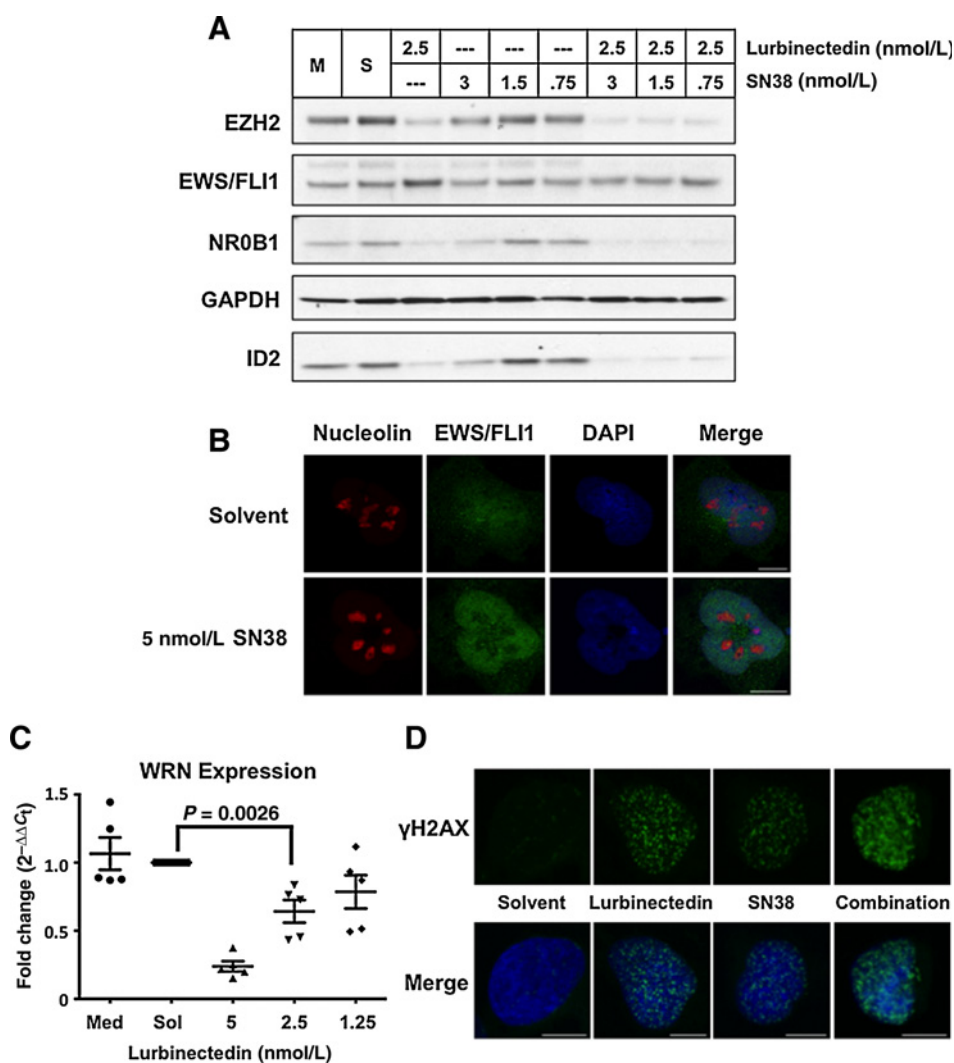 A
M S 2.5 --- --- --- 2.5 2.5 2.5 Lurbinectedin (nmol/L)
--- 3 1.5 .75 3 1.5 .75 SN38 (nmol/L)
EZH2
EWS/FLI1
NR0B1
GAPDH
ID2
B
Nucleolin EWS/FLI1 DAPI Merge
Solvent
5 nmol/L SN38
C
WRN Expression
Fold change (2−ΔΔCt)
1.5
P = 0.0026
1.0
0.5
0
Med Sol 5 2.5 1.25
Lurbinectedin (nmol/L)
D
γH2AX
Solvent Lurbinectedin SN38 Combination
Merge